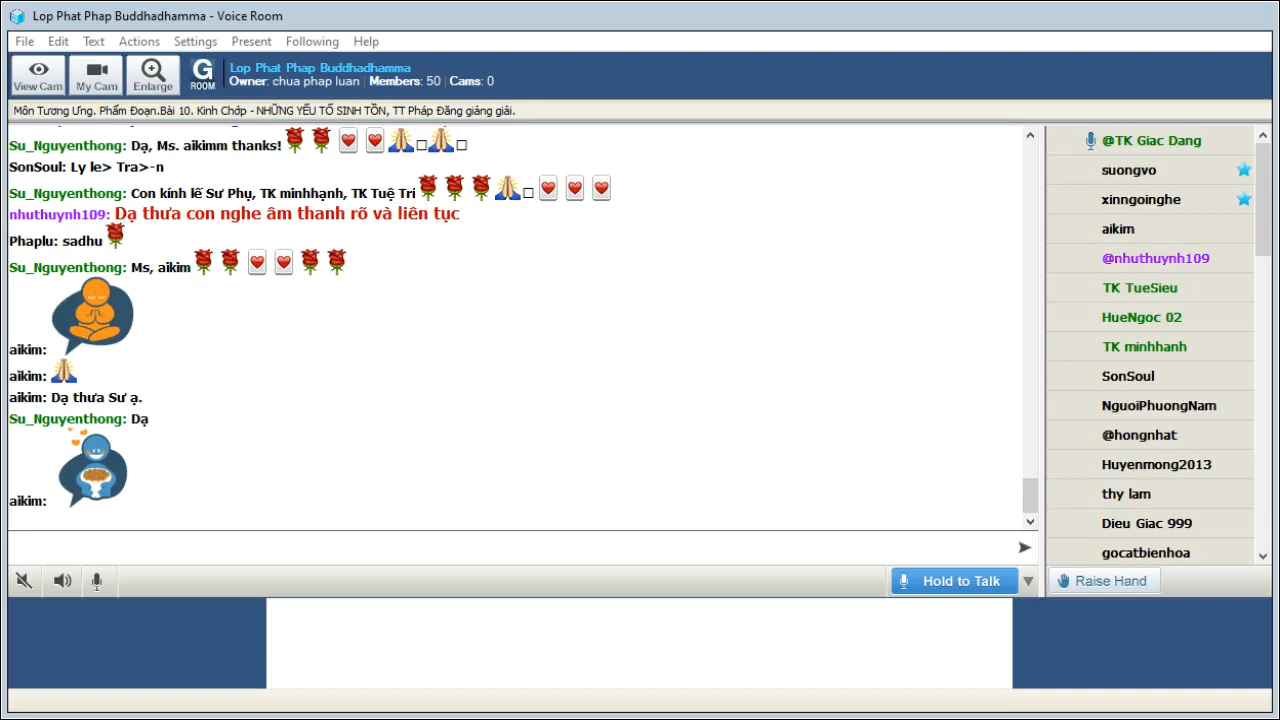 Lop Phat Phap Buddhadhamma - Voice Room
File Edit Text Actions Settings Present Following Help
View Cam My Cam Enlarge G ROOM
Lop Phat Phap Buddhadhamma
Owner: chua phap luan Members: 50 Cams: 0
Môn Tương Ưng. Phẩm Đoạn.Bài 10. Kinh Chớp - NHỮNG YẾU TỐ SINH TỒN, TT Pháp Đăng giảng giải.
Su_Nguyenthong: Dạ, Ms. aikimm thanks!
SonSoul: Ly le> Tra>-n
Su_Nguyenthong: Con kính lễ Sư Phụ, TK minhhạnh, TK Tuệ Tri
nhuthuynh109: Dạ thưa con nghe âm thanh rõ và liên tục
Phaplu: sadhu
Su_Nguyenthong: Ms, aikim
aikim:
aikim:
aikim: Dạ thưa Sư ạ.
Su_Nguyenthong: Dạ
aikim:
Hold to Talk
@TK Giac Dang
suongvo
xinngoinghe
aikim
@nhuthuynh109
TK TueSieu
HueNgoc 02
TK minhhanh
SonSoul
NguoiPhuongNam
@hongnhat
Huyenmong2013
thy lam
Dieu Giac 999
gocatbienhoa
Raise Hand